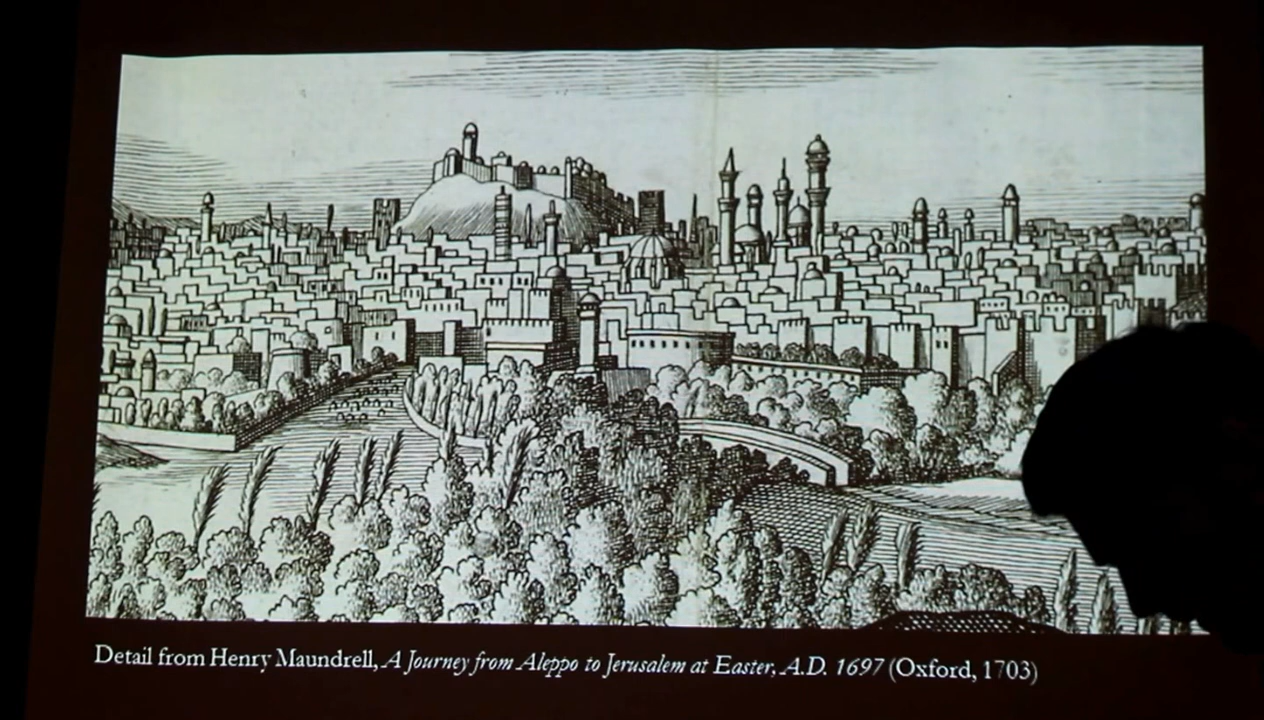 Detail from Henry Maundrell, A Journey from Aleppo to Jerusalem at Easter, A.D. 1697 (Oxford, 1703)